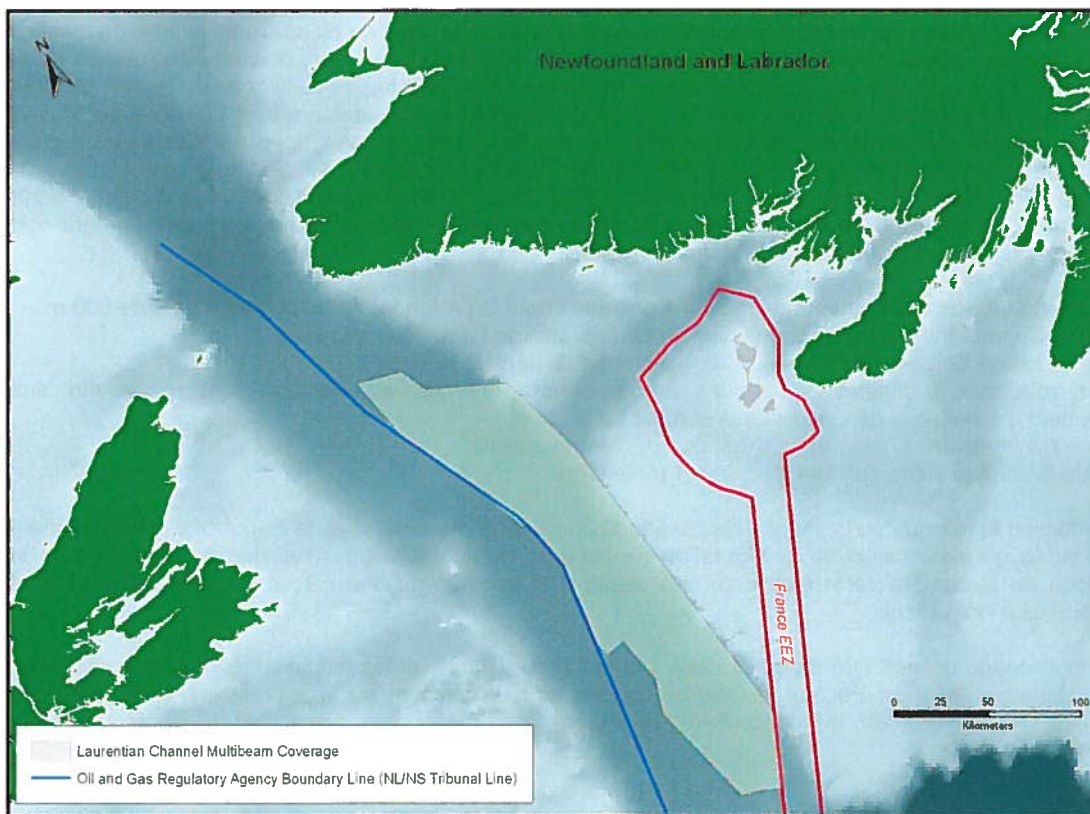 N
Newfoundland and Labrador
France EEZ
0 25 50 100
Kilometers
Laurentian Channel Multibeam Coverage
Oil and Gas Regulatory Agency Boundary Line (NL/NS Tribunal Line)